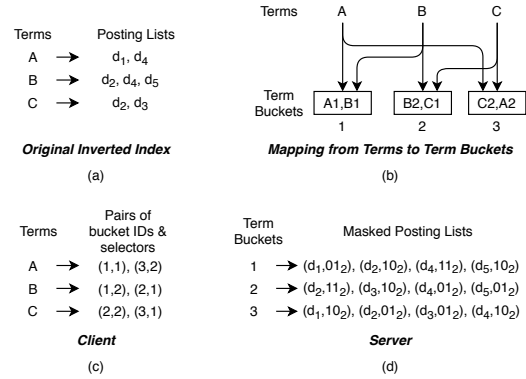 Terms Posting Lists
A d1, d4
B d2, d4, d5
C d2, d3
Original Inverted Index
(a)
Terms A B C
Term Buckets
A1,B1 B2,C1 C2,A2
1 2 3
Mapping from Terms to Term Buckets
(b)
Terms
Pairs of
bucket IDs &
selectors
A (1,1), (3,2)
B (1,2), (2,1)
C (2,2), (3,1)
Client
(c)
Term
Buckets
Masked Posting Lists
1 (d1,012), (d2,102), (d4,112), (d5,102)
2 (d2,112), (d3,102), (d4,012), (d5,012)
3 (d1,102), (d2,012), (d3,012), (d4,102)
Server
(d)